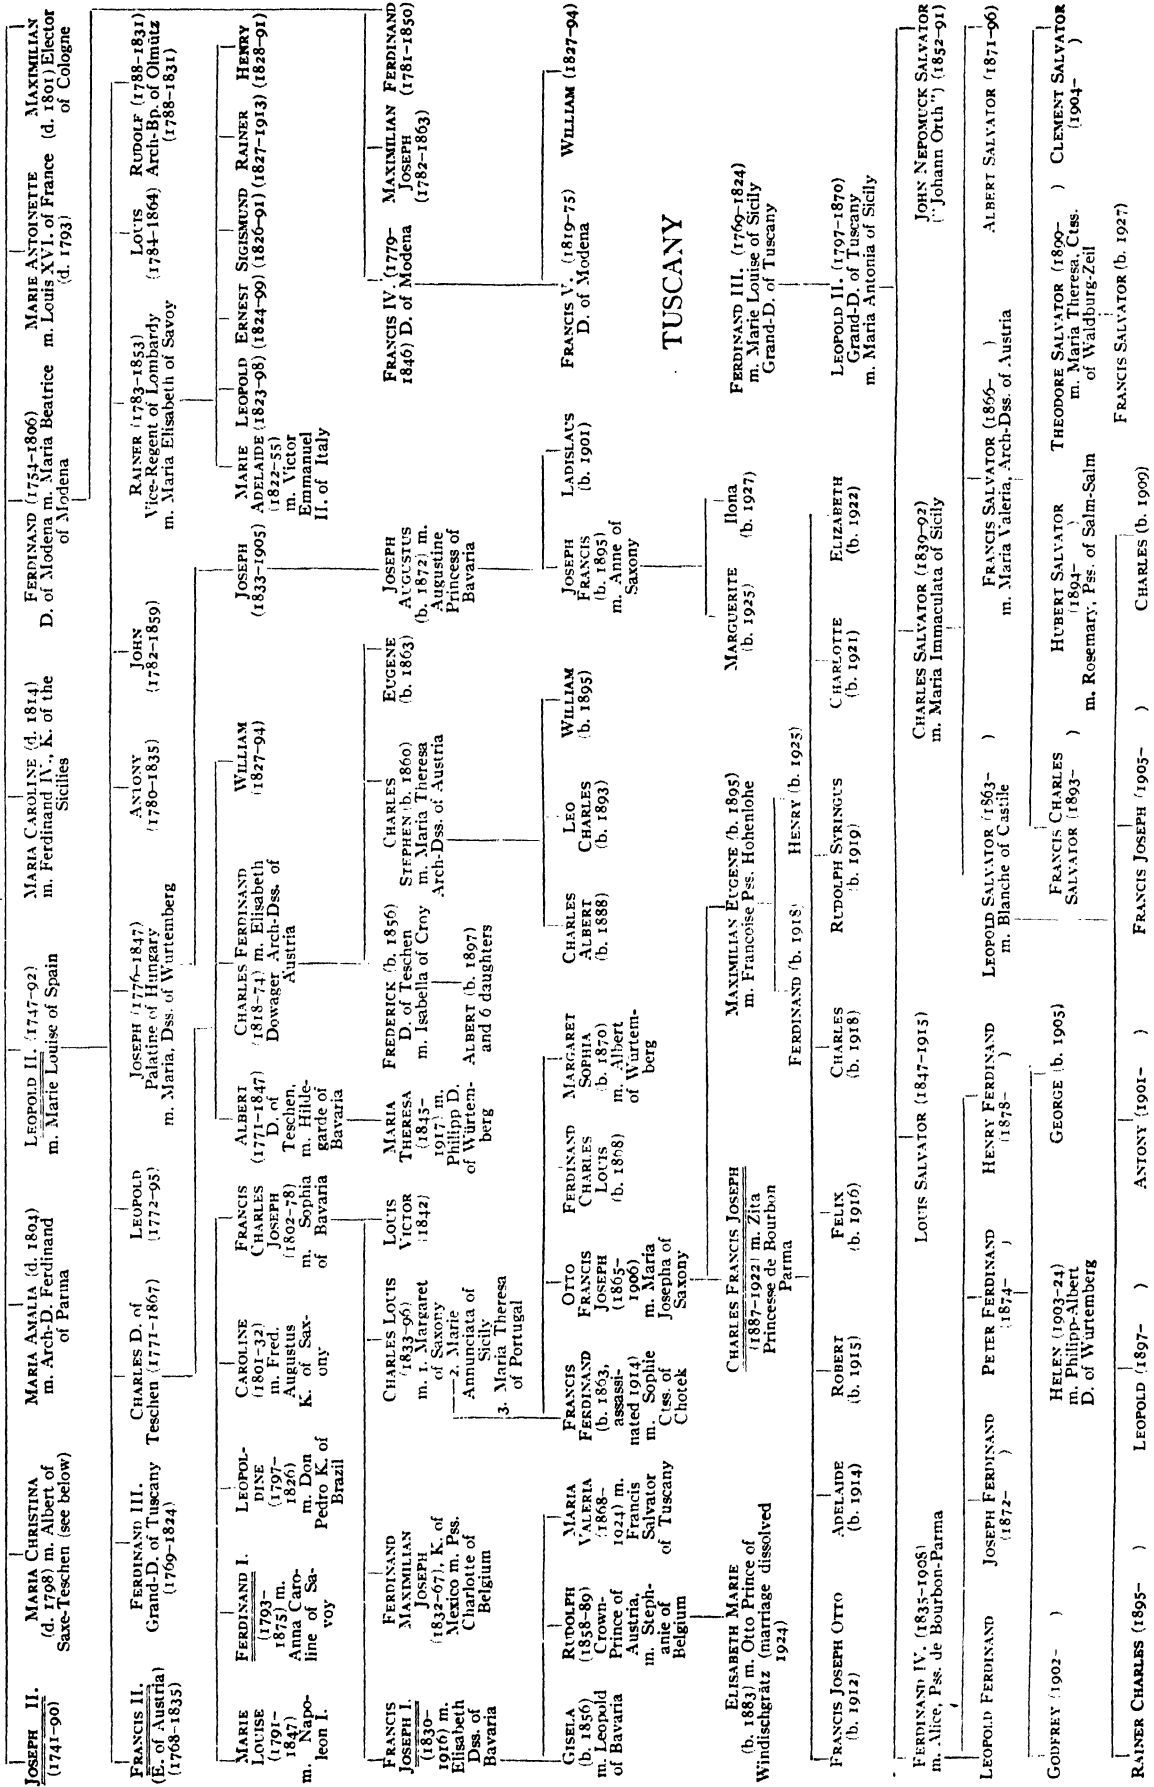 JOSEPH II.
(1741-90)
MARIA CHRISTINA
(d. 1798) m. Albert of
Saxe-Teschen (see below)
MARIA AMALIA (d. 1804)
m. Arch-D. Ferdinand
of Parma
LEOPOLD II. (1747-92)
m. Marie Louise of Spain
MARIA CAROLINE (d. 1814)
m. Ferdinand IV., K. of the
Sicilies
FERDINAND (1754-1806)
D. of Modena m. Maria Beatrice
of Modena
MARIE ANTOINETTE
m. Louis XVI. of France
(d. 1793)
MAXIMILIAN
(d. 1801) Elector
of Cologne
FRANCIS II.
(E. of Austria)
(1768-1835)
FERDINAND III.
Grand-D. of Tuscany
(1769-1824)
CHARLES D. of
Teschen (1771-1867)
LEOPOLD
(1772-95)
JOSEPH (1776-1847)
Palatine of Hungary
m. Maria, Dss. of Wurtemberg
ANTONY
(1780-1835)
JOHN
(1782-1859)
RAINER (1783-1853)
Vice-Regent of Lombardy
m. Maria Elisabeth of Savoy
LOUIS
(1784-1864)
RUDOLF (1788-1831)
Arch-Bp. of Olmütz
(1788-1831)
MARIE
LOUISE
(1791-
1847)
m. Napo-
leon I.
FERDINAND I.
(1793-
1875) m.
Anna Caro-
line of Sa-
voy
LEOPOL-
DINE
(1797-
1826)
m. Don
Pedro K. of
Brazil
CAROLINE
(1801-32)
m. Fred.
Augustus
K. of Sax-
ony
FRANCIS
CHARLES
JOSEPH
(1802-78)
m. Sophia
of Bavaria
ALBERT
(1771-1847)
D. of
Teschen,
m. Hilde-
garde of
Bavaria
CHARLES FERDINAND
(1818-74) m. Elisabeth
Dowager Arch-Dss. of
Austria
WILLIAM
(1827-94)
JOSEPH
(1833-1905)
MARIE
ADELAIDE
(1822-55)
m. Victor
Emmanuel
II. of Italy
LEOPOLD
(1823-98)
ERNEST
(1824-99)
SIGISMUND
(1826-91)
RAINER
(1827-1913)
HENRY
(1828-91)
FRANCIS
JOSEPH I.
(1830-
1916) m.
Elisabeth
Dss. of
Bavaria
FERDINAND
MAXIMILIAN
JOSEPH
(1832-67), K. of
Mexico m. Pss.
Charlotte of
Belgium
CHARLES LOUIS
(1833-96)
m. 1. Margaret
of Saxony
2. Marie
Annunciata of
Sicily
3. Maria Theresa
of Portugal
LOUIS
VICTOR
(1842)
MARIA
THERESA
(1845-
1917) m.
Philipp D.
of Würtem-
berg
FREDERICK (b. 1856)
D. of Teschen
m. Isabella of Croy
ALBERT (b. 1897)
and 6 daughters
CHARLES
STEPHEN (b. 1860)
m. Maria Theresa
Arch-Dss. of Austria
EUGENE
(b. 1863)
JOSEPH
AUGUSTUS
(b. 1872) m.
Augustine
Princess of
Bavaria
FRANCIS IV. (1779-
1846) D. of Modena
MAXIMILIAN
JOSEPH
(1782-1863)
FERDINAND
(1781-1850)
GISELA
(b. 1856)
m. Leopold
of Bavaria
RUDOLPH
(1858-89)
Crown-
Prince of
Austria,
m. Steph-
anie of
Belgium
MARIA
VALERIA
(1868-
1924) m.
Francis
Salvator
of Tuscany
FRANCIS
FERDINAND
(b. 1863,
assassi-
nated 1914)
m. Sophie
Ctss. of
Chotek
OTTO
FRANCIS
JOSEPH
(1865-
1906)
m. Maria
Josepha of
Saxony
FERDINAND
CHARLES
LOUIS
(b. 1868)
MARGARET
SOPHIA
(b. 1870)
m. Albert
of Würtem-
berg
CHARLES
ALBERT
(b. 1888)
LEO
CHARLES
(b. 1893)
WILLIAM
(b. 1895)
JOSEPH
FRANCIS
(b. 1895)
m. Anne of
Saxony
LADISLAUS
(b. 1901)
FRANCIS V. (1819-75)
D. of Modena
WILLIAM (1827-94)
TUSCANY
ELISABETH MARIE
(b. 1883) m. Otto Prince of
Windischgrätz (marriage dissolved
1924)
CHARLES FRANCIS JOSEPH
(1887-1922) m. Zita
Princesse de Bourbon
Parma
MAXIMILIAN EUGENE (b. 1895)
m. Francoise Pss. Hohenlohe
FERDINAND (b. 1918)
HENRY (b. 1925)
MARGUERITE
(b. 1925)
Ilona
(b. 1927)
FERDINAND III. (1769-1824)
m. Marie Louise of Sicily
Grand-D. of Tuscany
FRANCIS JOSEPH OTTO
(b. 1912)
ADELAIDE
(b. 1914)
ROBERT
(b. 1915)
FELIX
(b. 1916)
CHARLES
(b. 1918)
RUDOLPH SYRINGUS
(b. 1919)
CHARLOTTE
(b. 1921)
ELIZABETH
(b. 1922)
LEOPOLD II. (1797-1870)
Grand-D. of Tuscany
m. Maria Antonia of Sicily
FERDINAND IV. (1835-1908)
m. Alice, Pss. de Bourbon-Parma
LOUIS SALVATOR (1847-1915)
CHARLES SALVATOR (1839-92)
m. Maria Immaculata of Sicily
JOHN NEPOMUCK SALVATOR
("Johann Orth") (1852-91)
LEOPOLD FERDINAND
JOSEPH FERDINAND
(1872- )
PETER FERDINAND
(1874- )
HENRY FERDINAND
(1878- )
LEOPOLD SALVATOR (1863- )
m. Blanche of Castile
FRANCIS SALVATOR (1866- )
m. Maria Valeria, Arch-Dss. of Austria
ALBERT SALVATOR (1871-96)
GODFREY (1902- )
HELEN (1903-24)
m. Philipp-Albert
D. of Würtemberg
GEORGE (b. 1905)
FRANCIS CHARLES
SALVATOR (1893- )
HUBERT SALVATOR
(1894- )
m. Rosemary, Pss. of Salm-Salm
THEODORE SALVATOR (1899- )
m. Maria Theresa, Ctss.
of Waldburg-Zeil
CLEMENT SALVATOR
(1904- )
FRANCIS SALVATOR (b. 1927)
RAINER CHARLES (1895- )
LEOPOLD (1897- )
ANTONY (1901- )
FRANCIS JOSEPH (1905- )
CHARLES (b. 1909)